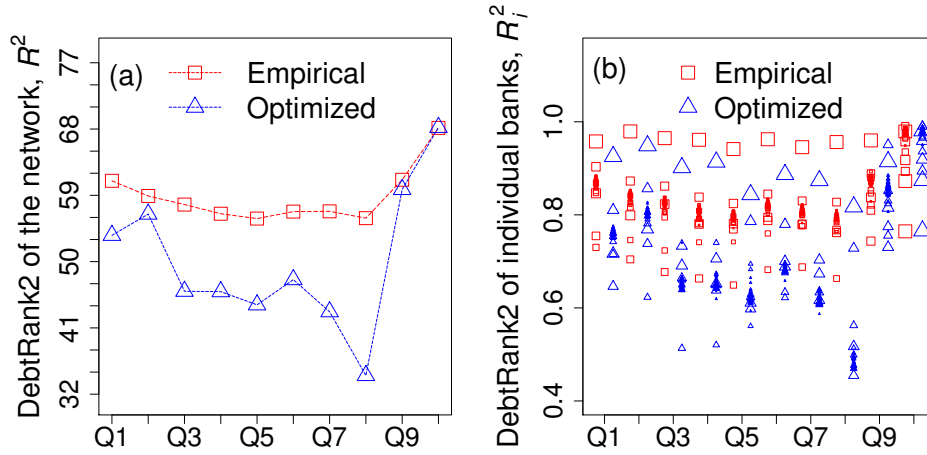 DebtRank2 of the network, R²
77
68
59
50
41
32
(a)
Empirical
Optimized
Q1 Q3 Q5 Q7 Q9
DebtRank2 of individual banks, R²ᵢ
1.0
0.8
0.6
0.4
(b)
Empirical
Optimized
Q1 Q3 Q5 Q7 Q9